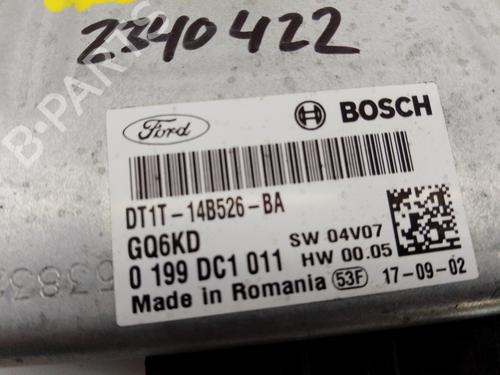 2340422
B-PARTS
Ford
BOSCH
DT1T-14B526-BA
GQ6KD
SW 04V07
0 199 DC1 011
HW 00.05
Made in Romania
53F
17-09-02